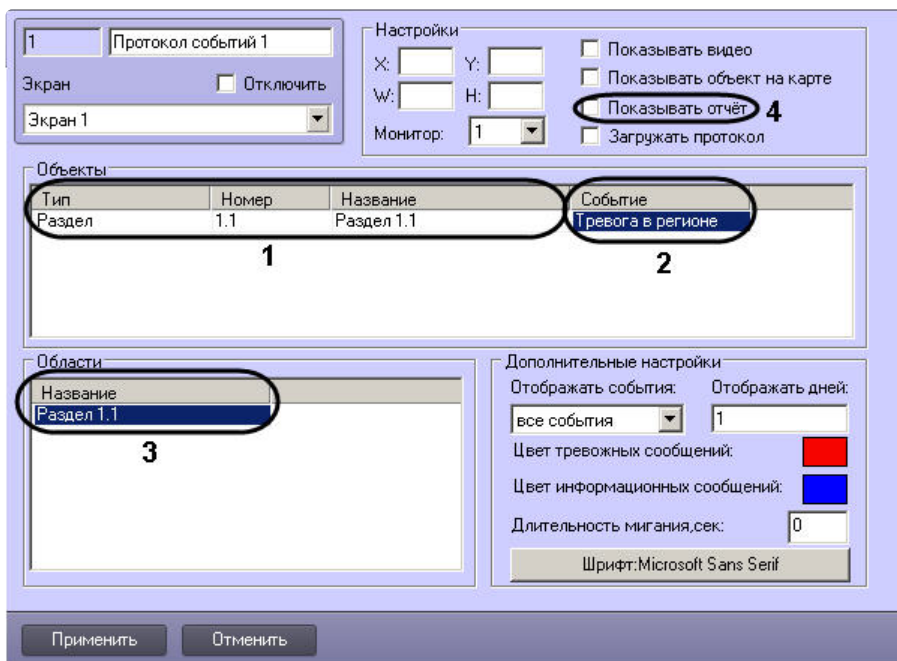 1 Протокол событий 1
Экран Отключить
Экран 1
Настройки
X: Y:
W: H:
Монитор: 1
Показывать видео
Показывать объект на карте
Показывать отчёт 4
Загружать протокол
Объекты
Тип Номер Название Событие
Раздел 1.1 Раздел 1.1 Тревога в регионе
1 2
Области
Название
Раздел 1.1
3
Дополнительные настройки
Отображать события: Отображать дней:
все события 1
Цвет тревожных сообщений:
Цвет информационных сообщений:
Длительность мигания,сек: 0
Шрифт:Microsoft Sans Serif
Применить Отменить